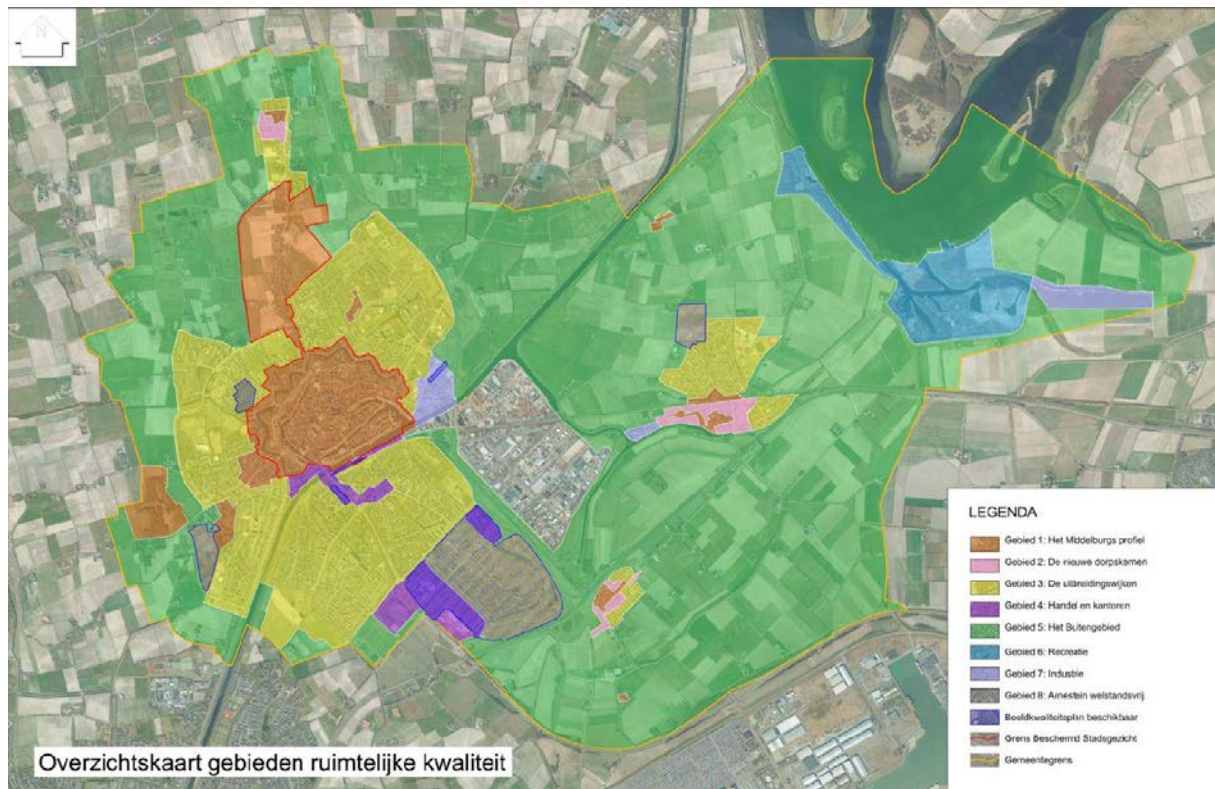 N
LEGENDA
Gebied 1: Het Middelburgs profiel
Gebied 2: De nieuwe dorpskernen
Gebied 3: De uitbreidingswijken
Gebied 4: Handel en kantoren
Gebied 5: Het Buitengebied
Gebied 6: Recreatie
Gebied 7: Industrie
Gebied 8: Arnestein welstandsvrij
Beeldkwaliteitsplan beschikbaar
Grens Beschermd Stadsgezicht
Gemeentegrens
Overzichtskaart gebieden ruimtelijke kwaliteit